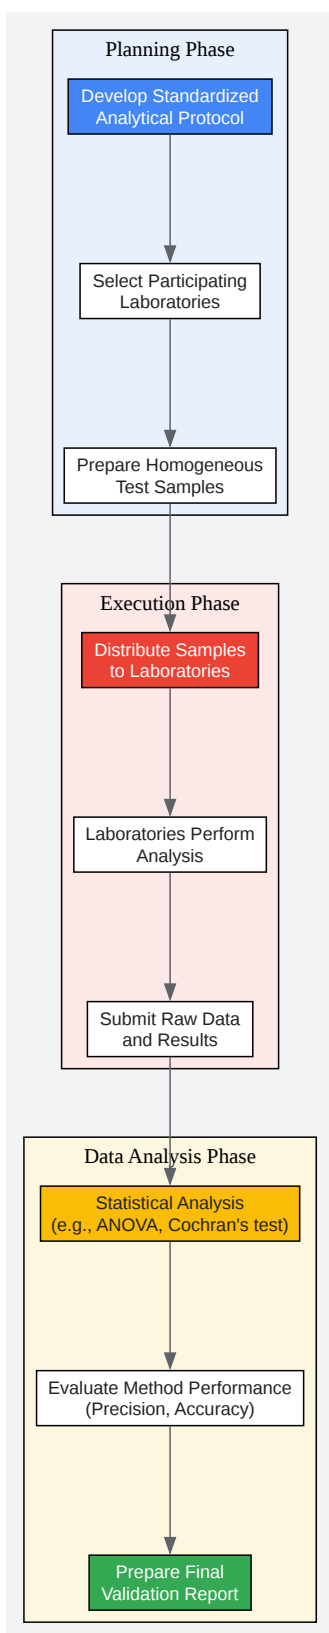 Planning Phase
Develop Standardized
Analytical Protocol
Select Participating
Laboratories
Prepare Homogeneous
Test Samples
Execution Phase
Distribute Samples
to Laboratories
Laboratories Perform
Analysis
Submit Raw Data
and Results
Data Analysis Phase
Statistical Analysis
(e.g., ANOVA, Cochran's test)
Evaluate Method Performance
(Precision, Accuracy)
Prepare Final
Validation Report